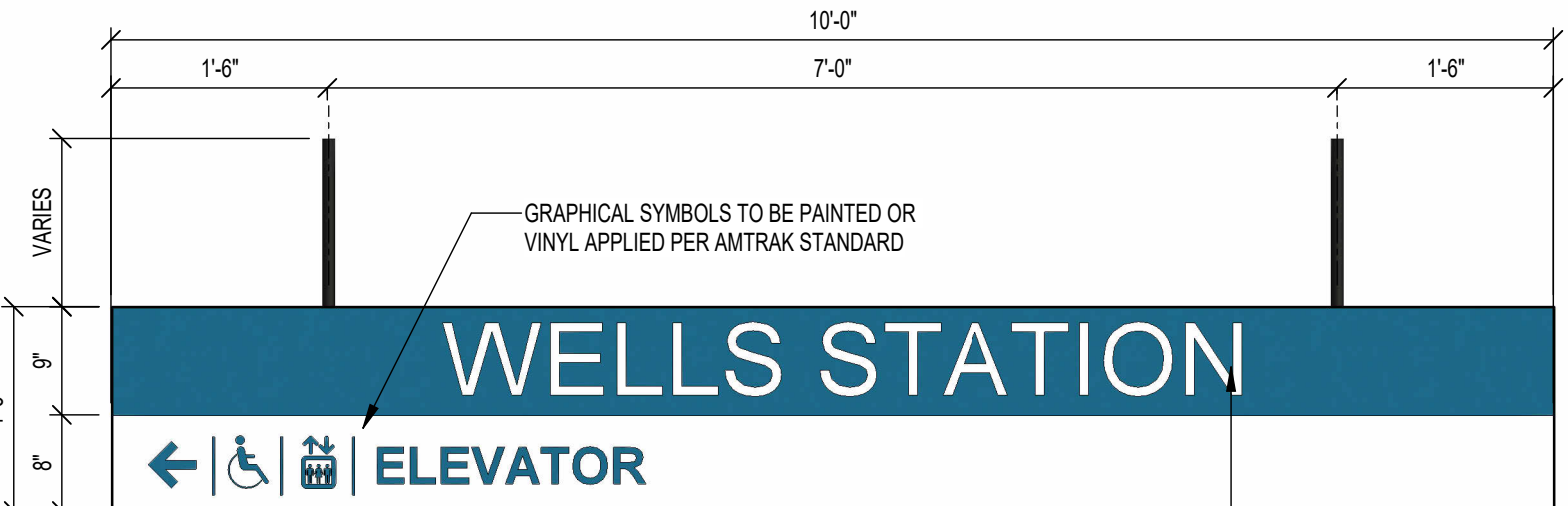 10'-0"
1'-6"
7'-0"
1'-6"
VARIES
GRAPHICAL SYMBOLS TO BE PAINTED OR
VINYL APPLIED PER AMTRAK STANDARD
9"
WELLS STATION
8"
ELEVATOR